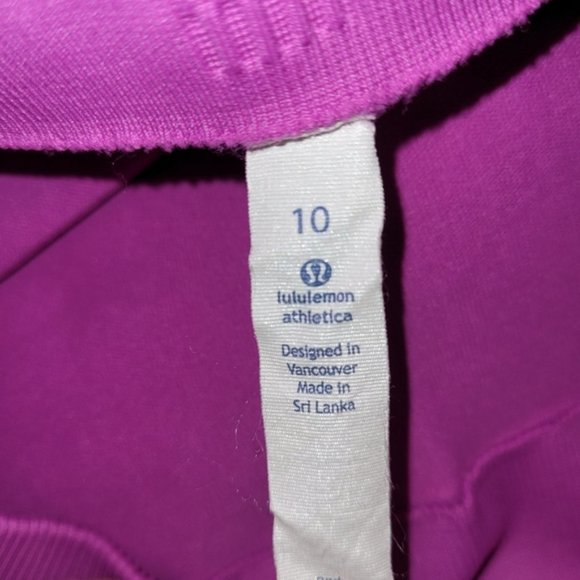 10
lululemon
athletica
Designed in
Vancouver
Made in
Sri Lanka